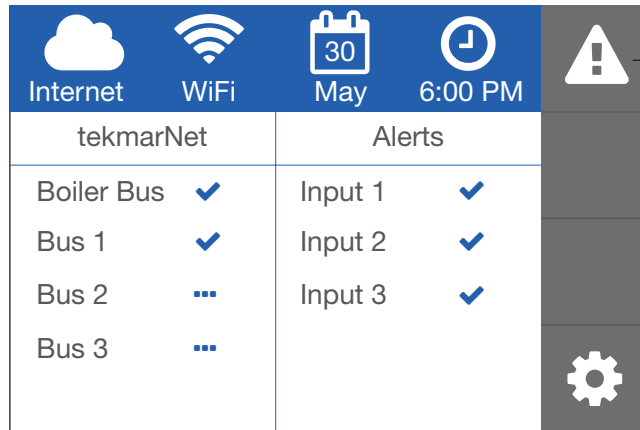 30
Internet WiFi May 6:00 PM
tekmarNet Alerts
Boiler Bus Input 1
Bus 1 Input 2
Bus 2 Input 3
Bus 3